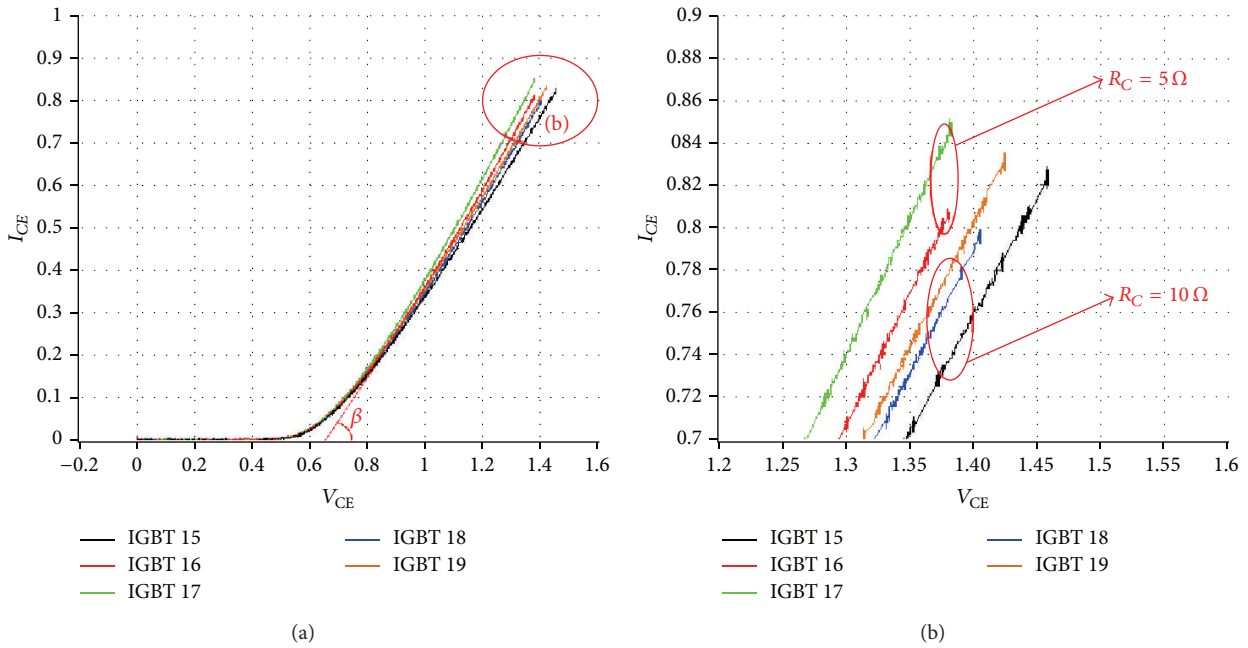 1
0.9
0.8
0.7
0.6
0.5
0.4
0.3
0.2
0.1
0
I_CE
−0.2 0 0.2 0.4 0.6 0.8 1 1.2 1.4 1.6
V_CE
(b)
β
IGBT 15
IGBT 16
IGBT 17
IGBT 18
IGBT 19
(a)
0.9
0.88
0.86
0.84
0.82
0.8
0.78
0.76
0.74
0.72
0.7
I_CE
1.2 1.25 1.3 1.35 1.40 1.45 1.5 1.55 1.6
V_CE
R_C = 5 Ω
R_C = 10 Ω
IGBT 15
IGBT 16
IGBT 17
IGBT 18
IGBT 19
(b)